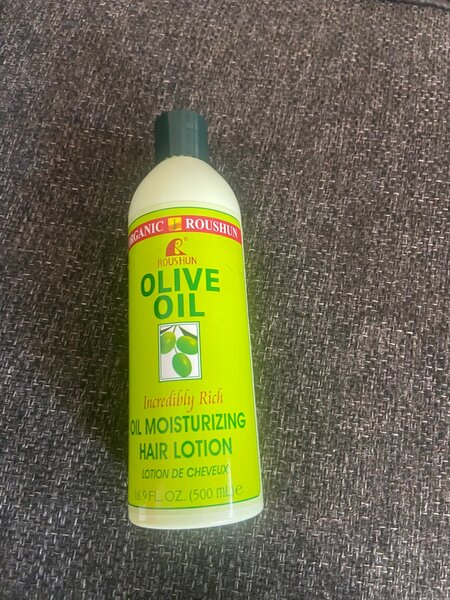 RGANIC ROUSHUN
R®
ROUSHUN
OLIVE
OIL
Incredibly Rich
OIL MOISTURIZING
HAIR LOTION
LOTION DE CHEVEUX
16.9 FL. OZ. (500 mL) e